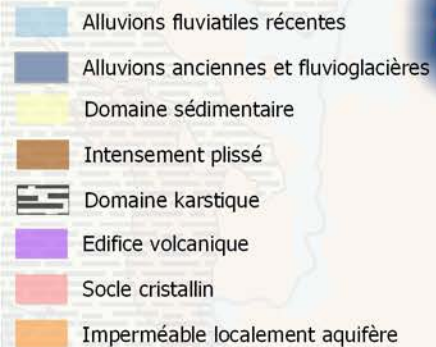 Alluvions fluviatiles récentes
Alluvions anciennes et fluvioglacières
Domaine sédimentaire
Intensement plissé
Domaine karstique
Edifice volcanique
Socle cristallin
Imperméable localement aquifère